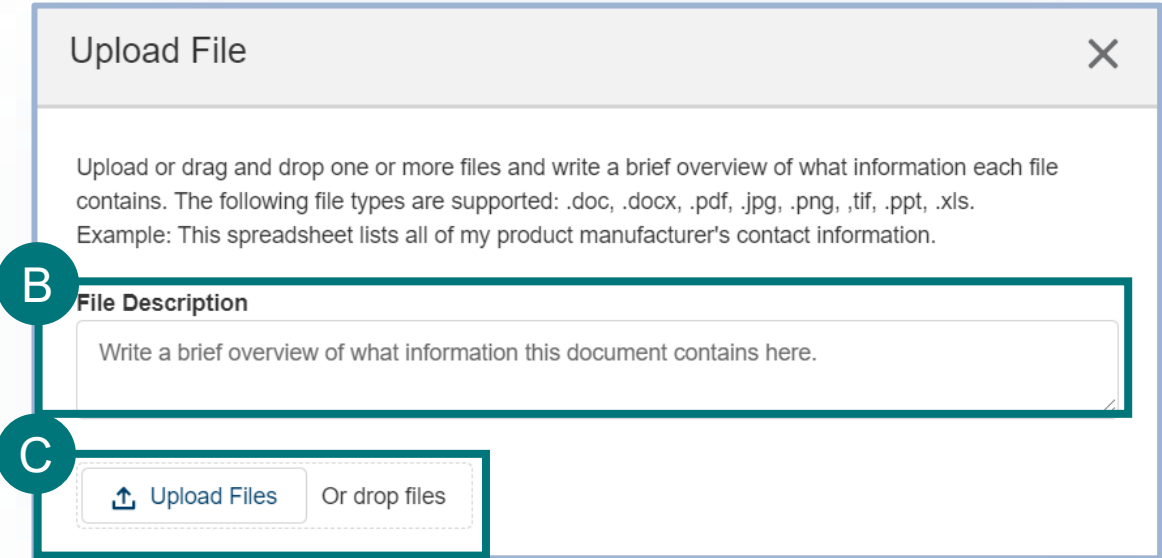 Upload File
Upload or drag and drop one or more files and write a brief overview of what information each file
contains. The following file types are supported: .doc, .docx, .pdf, .jpg, .png, ,tif, .ppt, .xls.
Example: This spreadsheet lists all of my product manufacturer's contact information.
B
File Description
Write a brief overview of what information this document contains here.
C
Upload Files Or drop files